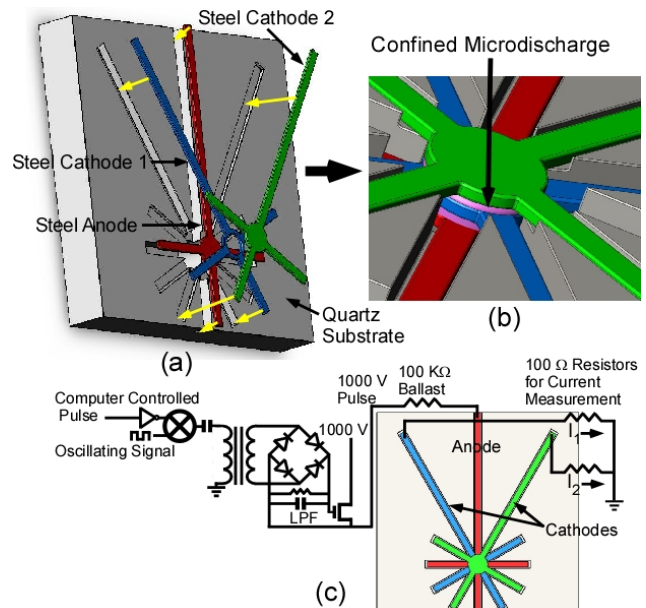 Steel Cathode 2
(a)
Steel Cathode 1
Steel Anode
Quartz
Substrate
Confined Microdischarge
(b)
Computer Controlled
Pulse
Oscillating Signal
LPF
1000 V
1000 V
Pulse
100 KΩ
Ballast
100 Ω Resistors
for Current
Measurement
I1
I2
Anode
Cathodes
(c)